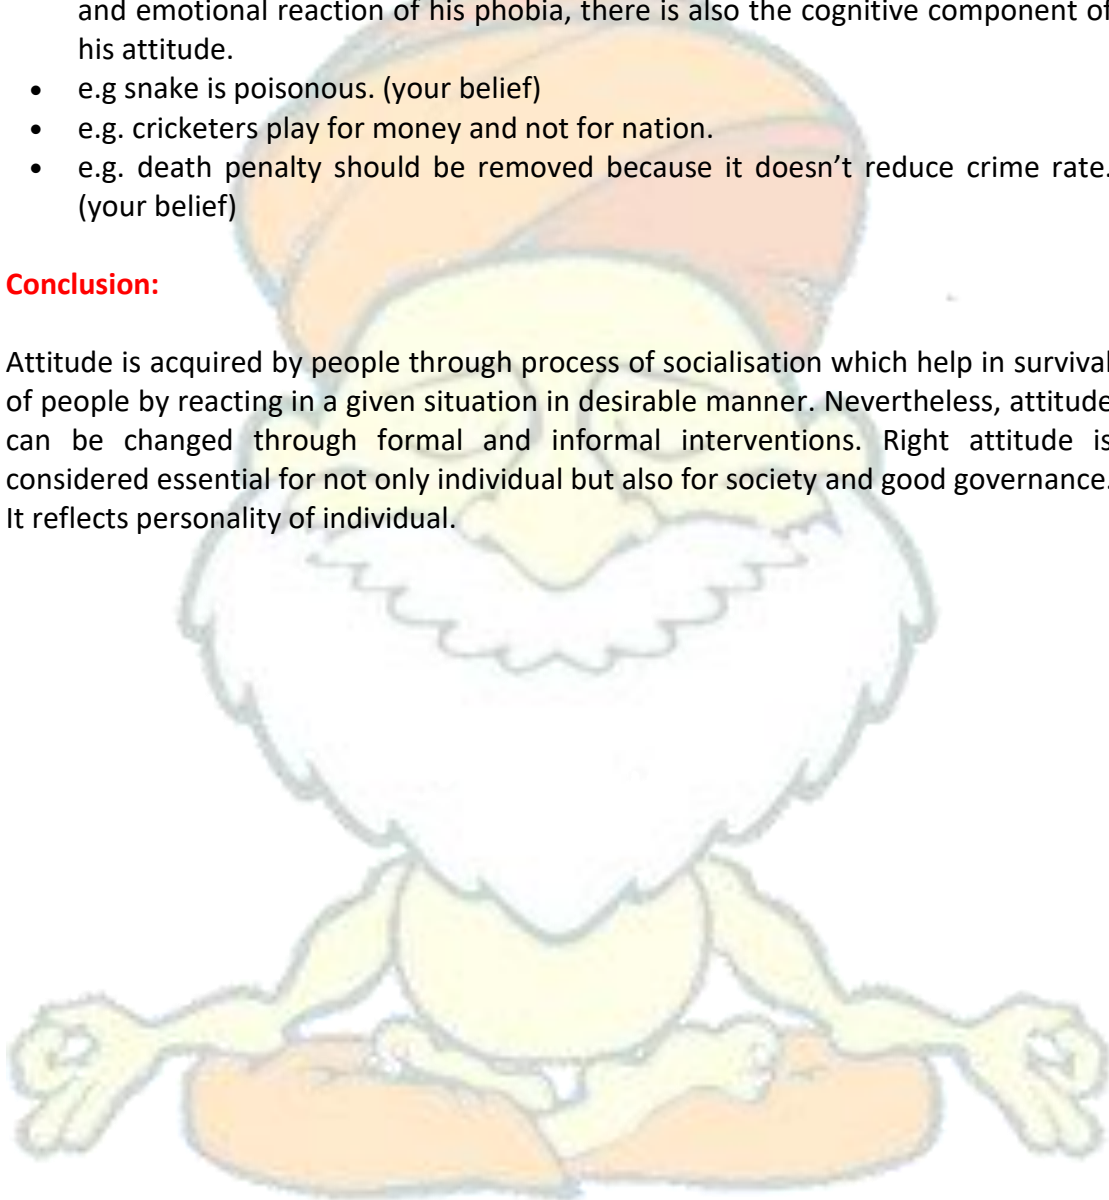 and emotional reaction of his phobia, there is also the cognitive component of
his attitude.
• e.g snake is poisonous. (your belief)
• e.g. cricketers play for money and not for nation.
• e.g. death penalty should be removed because it doesn’t reduce crime rate.
(your belief)
Conclusion:
Attitude is acquired by people through process of socialisation which help in survival
of people by reacting in a given situation in desirable manner. Nevertheless, attitude
can be changed through formal and informal interventions. Right attitude is
considered essential for not only individual but also for society and good governance.
It reflects personality of individual.